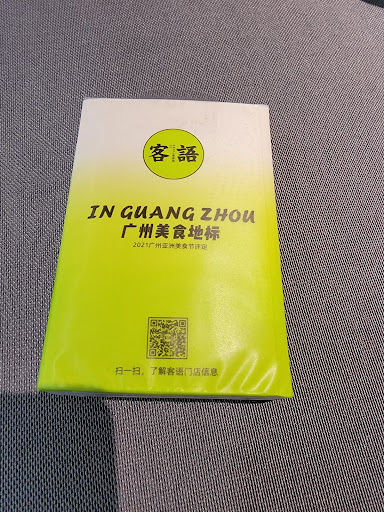 客語
IN GUANG ZHOU
广州美食地标
2021广州亚洲美食节评定
扫一扫，了解客语门店信息